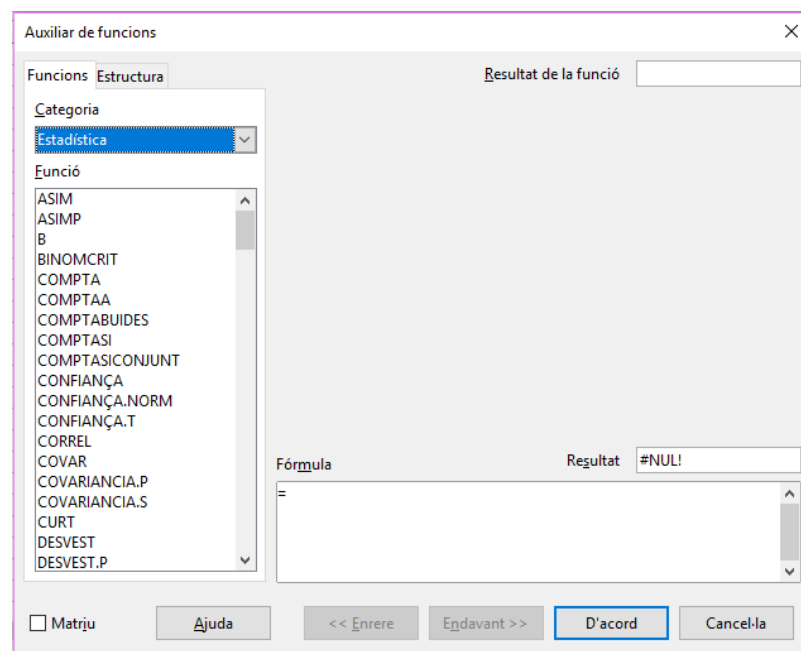 Auxiliar de funcions
Funcions Estructura
Resultat de la funció
Categoria
Estadística
Funció
ASIM
ASIMP
B
BINOMCRIT
COMPTA
COMPTAA
COMPTABUIDES
COMPTASI
COMPTASICONJUNT
CONFIANÇA
CONFIANÇA.NORM
CONFIANÇA.T
CORREL
COVAR
COVARIANCIA.P
COVARIANCIA.S
CURT
DESVEST
DESVEST.P
Fórmula
Resultat #NUL!
=
Matriu
Ajuda
<< Enrere
Endavant >>
D'acord
Cancel·la